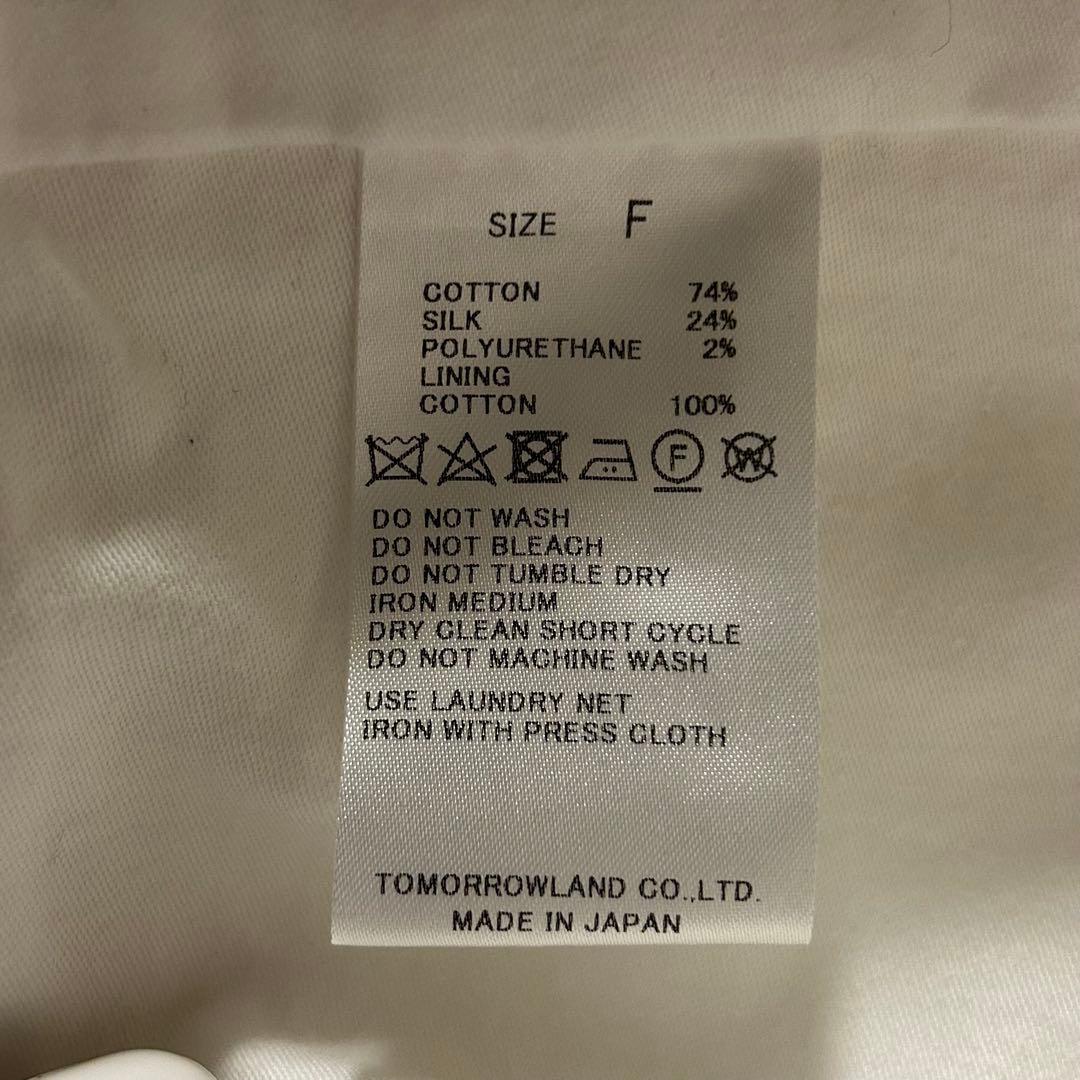 SIZE F
COTTON 74%
SILK 24%
POLYURETHANE 2%
LINING
COTTON 100%
F W
DO NOT WASH
DO NOT BLEACH
DO NOT TUMBLE DRY
IRON MEDIUM
DRY CLEAN SHORT CYCLE
DO NOT MACHINE WASH
USE LAUNDRY NET
IRON WITH PRESS CLOTH
TOMORROWLAND CO.,LTD.
MADE IN JAPAN